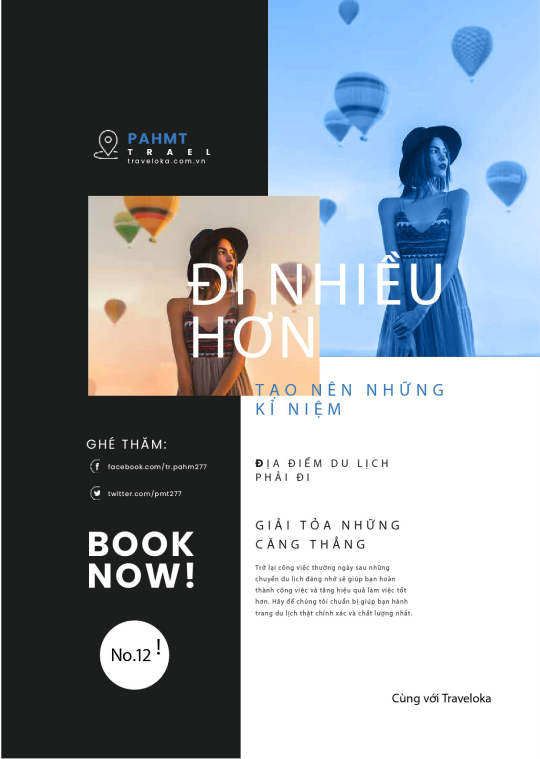 PAHMT
TRAEL
traveloka.com.vn
ĐI NHIỀU
HƠN
TẠO NÊN NHỮNG
KỈ NIỆM
GHÉ THĂM:
facebook.com/tr.pahm277
twitter.com/pmt277
ĐỊA ĐIỂM DU LỊCH
PHẢI ĐI
BOOK
NOW!
GIẢI TỎA NHỮNG
CĂNG THẲNG
Trở lại công việc thường ngày sau những
chuyến du lịch đáng nhớ sẽ giúp bạn hoàn
thành công việc và tăng hiệu quả làm việc tốt
hơn. Hãy để chúng tôi chuẩn bị giúp bạn hành
trang du lịch thật chính xác và chất lượng nhất.
No.12 !
Cùng với Traveloka